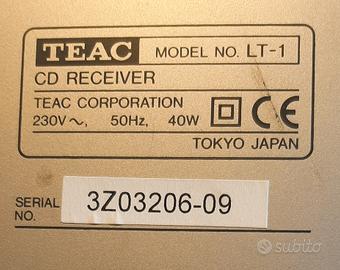 TEAC MODEL NO. LT-1
CD RECEIVER
TEAC CORPORATION
230V～, 50Hz, 40W CE
TOKYO JAPAN
SERIAL NO. 3Z03206-09
subito